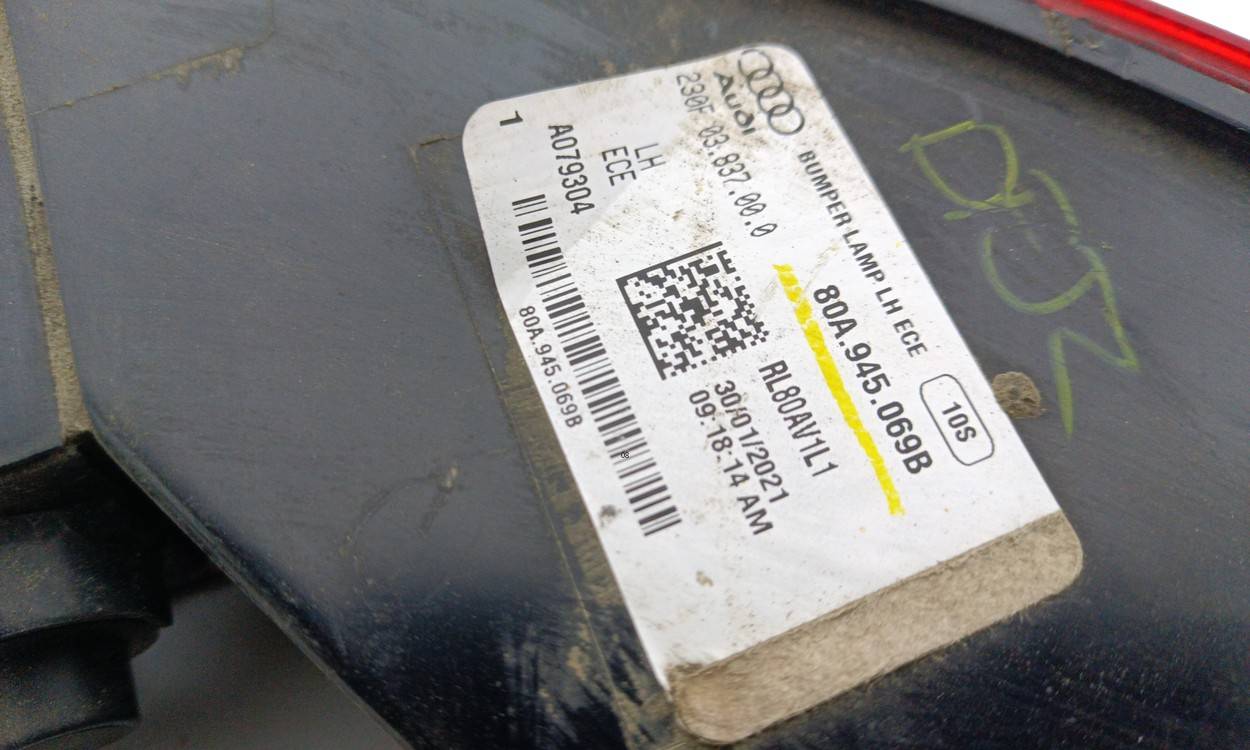 Audi
BUMPER LAMP LH ECE
10S
80A.945.069B
230F 03.837.00.0
RL80AV1L1
30/01/2021
09:18:14 AM
LH
ECE
A079304
1
80A.945.069B